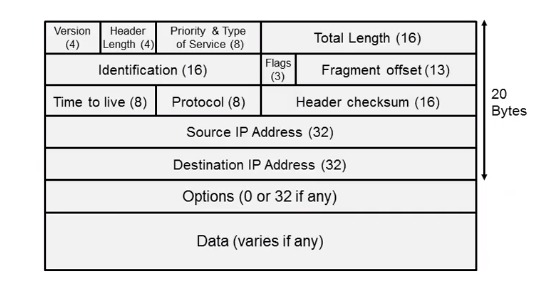 Version
(4)
Header
Length (4)
Priority & Type
of Service (8)
Total Length (16)
Identification (16)
Flags
(3)
Fragment offset (13)
Time to live (8)
Protocol (8)
Header checksum (16)
Source IP Address (32)
Destination IP Address (32)
Options (0 or 32 if any)
Data (varies if any)
20
Bytes